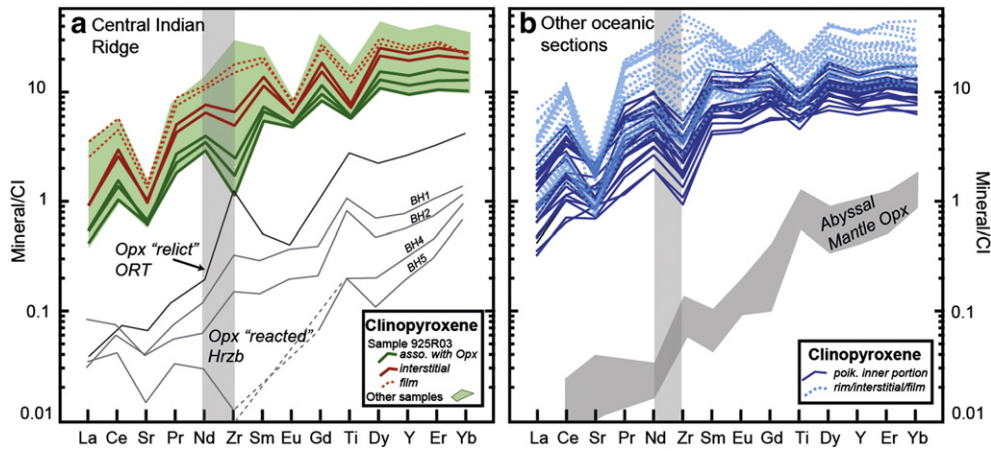 a Central Indian
Ridge
Mineral/CI
10
1
0.1
0.01
Opx "relict"
ORT
BH1
BH2
BH4
BH5
Opx "reacted"
Hrzb
Clinopyroxene
Sample 925R03
asso. with Opx
interstitial
film
Other samples
La Ce Sr Pr Nd Zr Sm Eu Gd Ti Dy Y Er Yb
b Other oceanic
sections
10
1
0.1
0.01
Mineral/CI
Abyssal
Mantle Opx
Clinopyroxene
poik. inner portion
rim/interstitial/film
La Ce Sr Pr Nd Zr Sm Eu Gd Ti Dy Y Er Yb